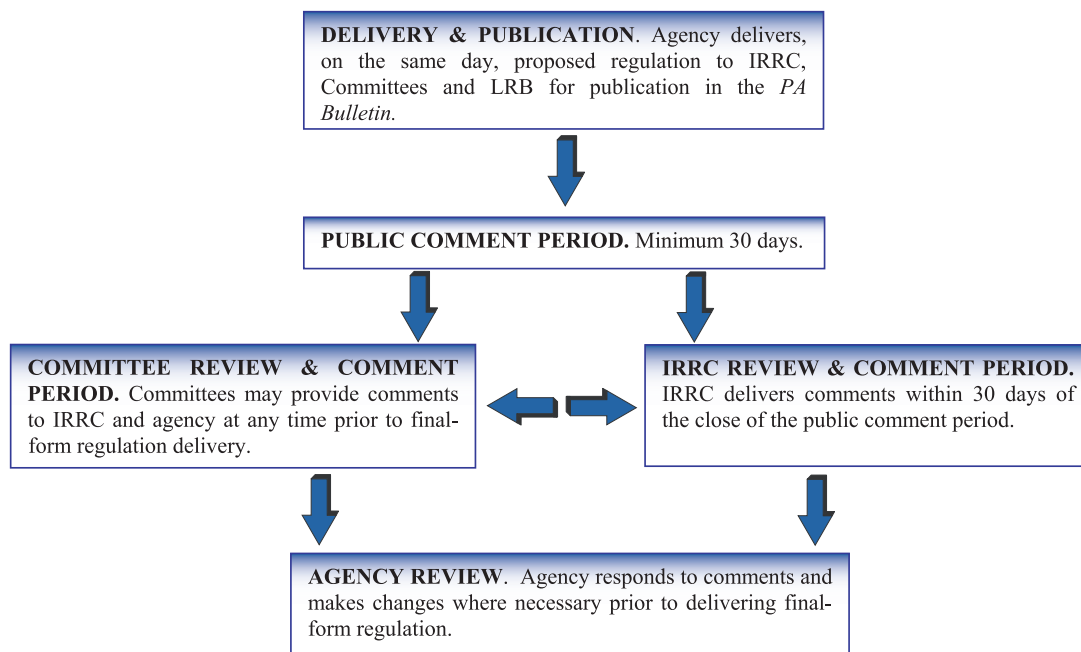 DELIVERY & PUBLICATION. Agency delivers,
on the same day, proposed regulation to IRRC,
Committees and LRB for publication in the PA
Bulletin.
PUBLIC COMMENT PERIOD. Minimum 30 days.
COMMITTEE REVIEW & COMMENT
PERIOD. Committees may provide comments
to IRRC and agency at any time prior to final-
form regulation delivery.
IRRC REVIEW & COMMENT PERIOD.
IRRC delivers comments within 30 days of
the close of the public comment period.
AGENCY REVIEW. Agency responds to comments and
makes changes where necessary prior to delivering final-
form regulation.